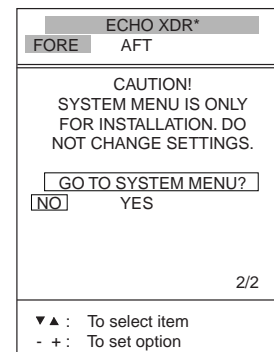 ECHO XDR*
FORE AFT
CAUTION!
SYSTEM MENU IS ONLY
FOR INSTALLATION. DO
NOT CHANGE SETTINGS.
GO TO SYSTEM MENU?
NO YES
2/2
▼▲ : To select item
- + : To set option